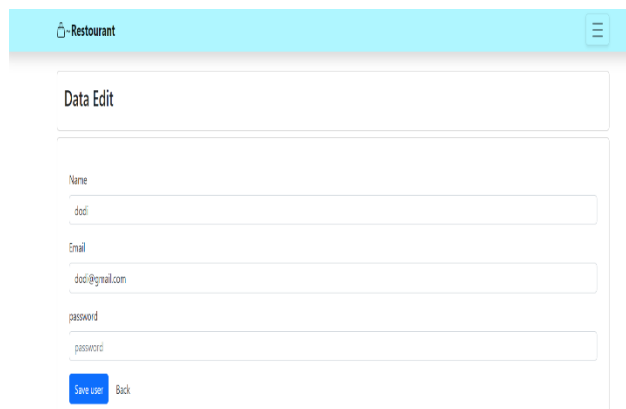 ~Restourant
Data Edit
Name
dodi
Email
dodi@gmail.com
password
password
Save user Back